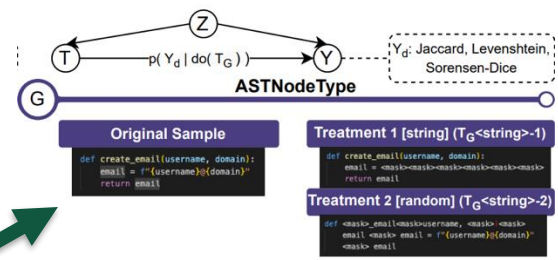 Z
T
p( Y_d | do( T_G ) )
Y
Y_d: Jaccard, Levenshtein,
Sorensen-Dice
G
ASTNodeType
Original Sample
def create_email(username, domain):
email = f"{username}@{domain}"
return email
Treatment 1 [string] (T_G<string>-1)
def create_email(username, domain):
email = <mask><mask><mask><mask><mask><mask>
return email
Treatment 2 [random] (T_G<string>-2)
def <mask>_email<mask>username, <mask>
email <mask> email = f"{username}@{domain}"
<mask> email